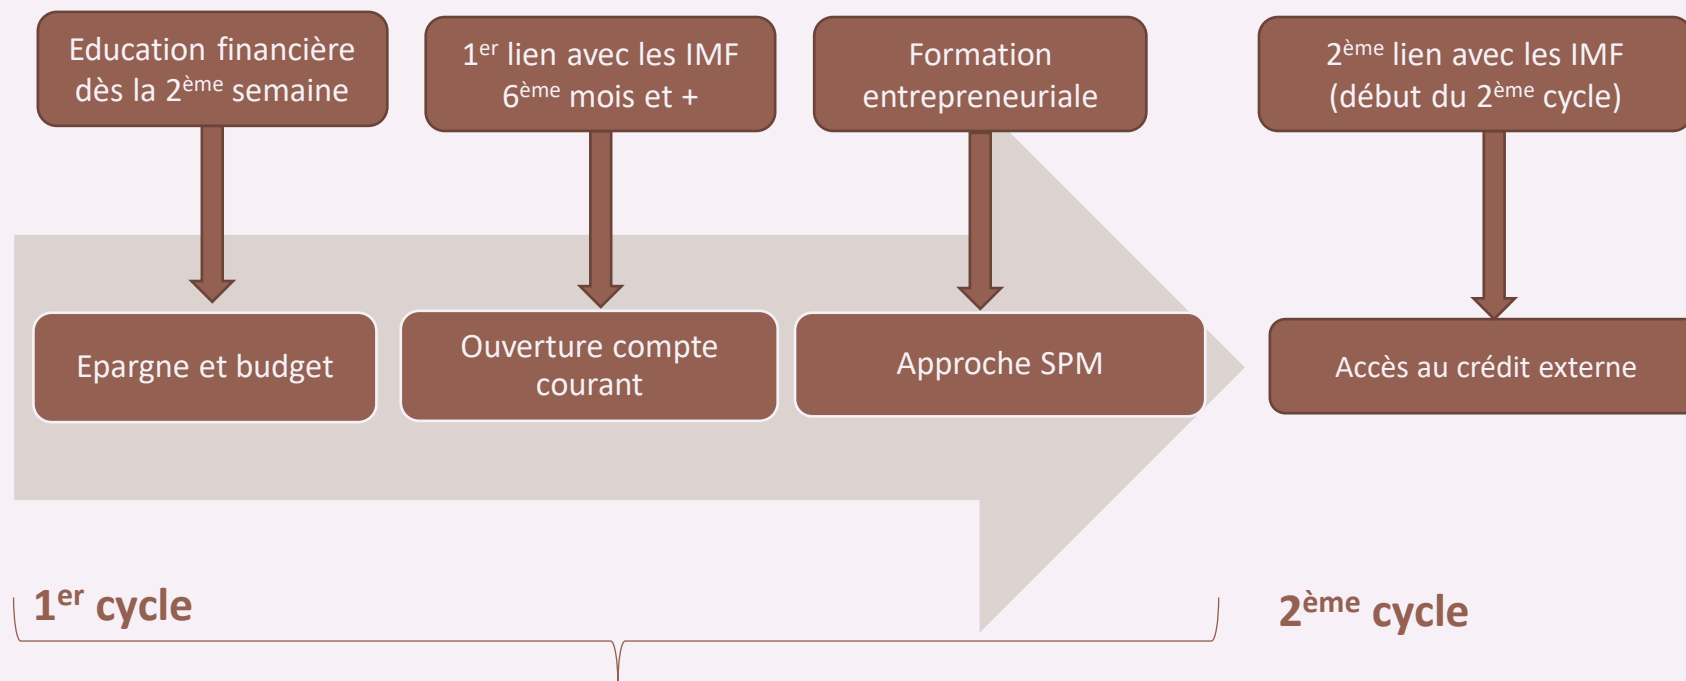 Education financière
dès la 2ème semaine
1er lien avec les IMF
6ème mois et +
Formation
entrepreneuriale
2ème lien avec les IMF
(début du 2ème cycle)
Epargne et budget
Ouverture compte
courant
Approche SPM
Accès au crédit externe
1er cycle
2ème cycle